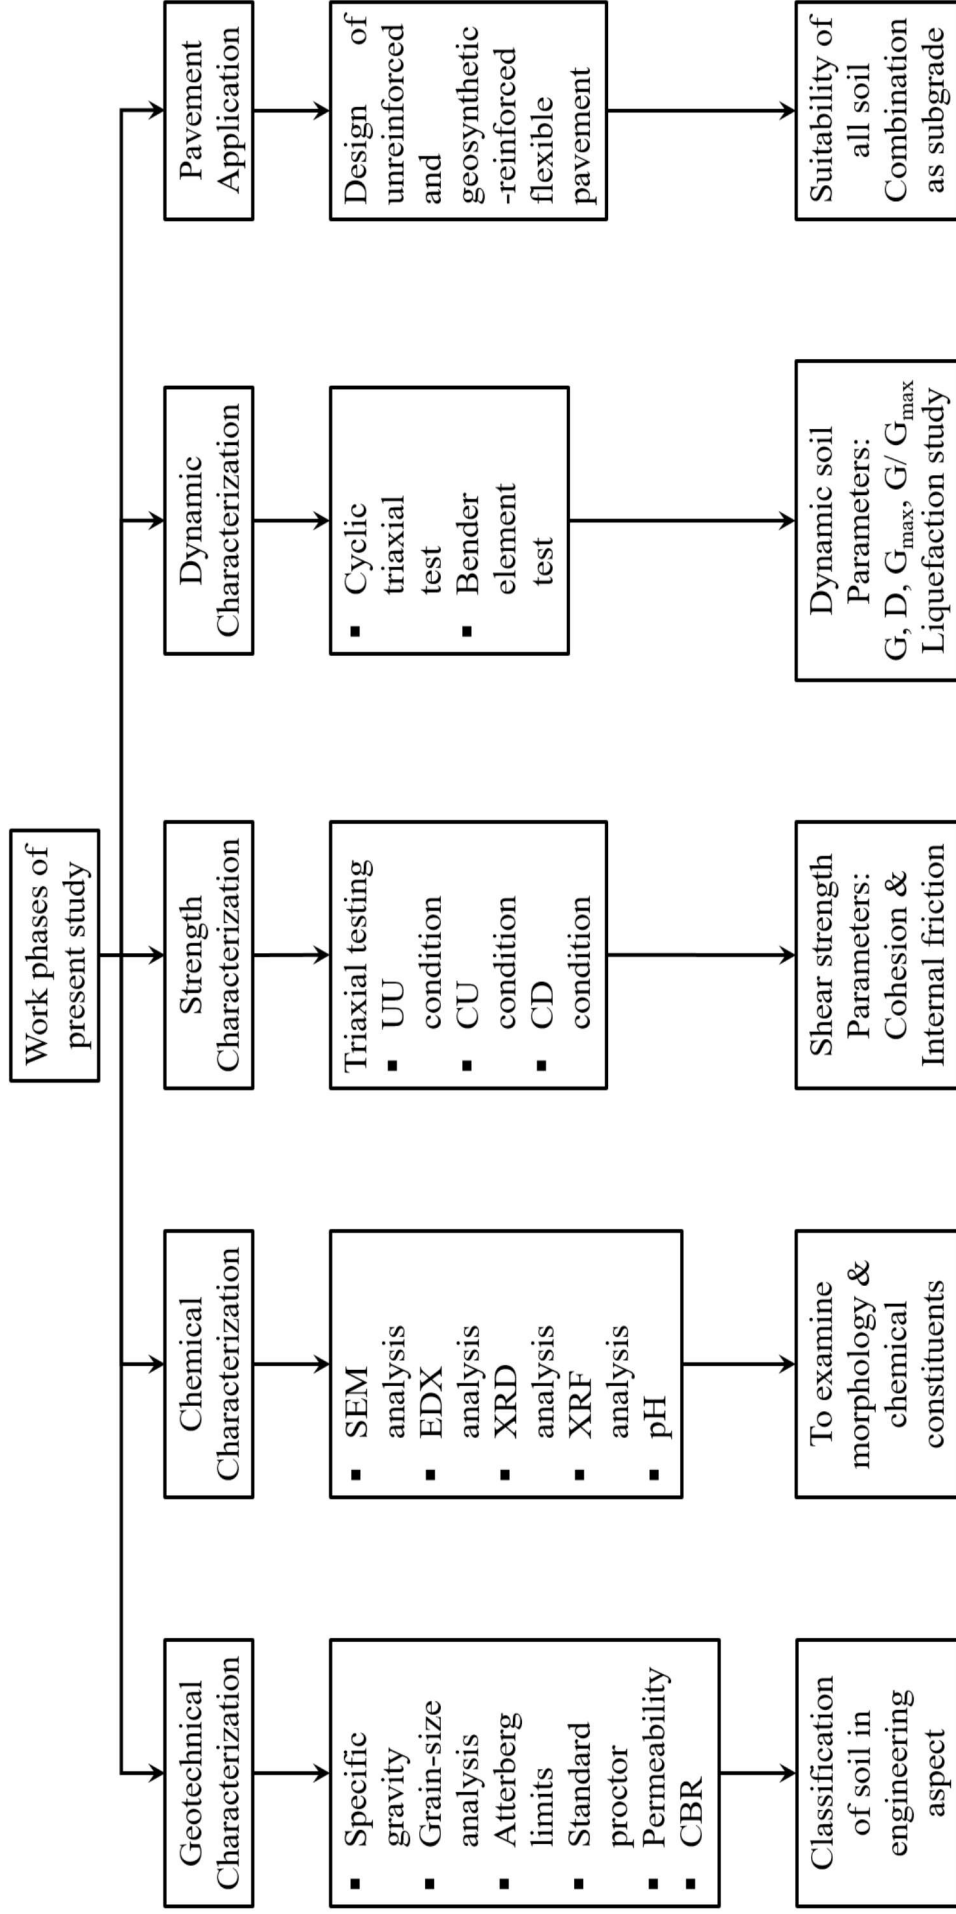 Work phases of
present study
Geotechnical
Characterization
Specific
gravity
Grain-size
analysis
Atterberg
limits
Standard
proctor
Permeability
CBR
Classification
of soil in
engineering
aspect
Chemical
Characterization
SEM
analysis
EDX
analysis
XRD
analysis
XRF
analysis
pH
To examine
morphology &
chemical
constituents
Strength
Characterization
Triaxial testing
UU
condition
CU
condition
CD
condition
Shear strength
Parameters:
Cohesion &
Internal friction
Dynamic
Characterization
Cyclic
triaxial
test
Bender
element
test
Dynamic soil
Parameters:
G, D, Gmax, G/ Gmax
Liquefaction study
Pavement
Application
Design of
unreinforced
and
geosynthetic
-reinforced
flexible
pavement
Suitability of
all soil
Combination
as subgrade